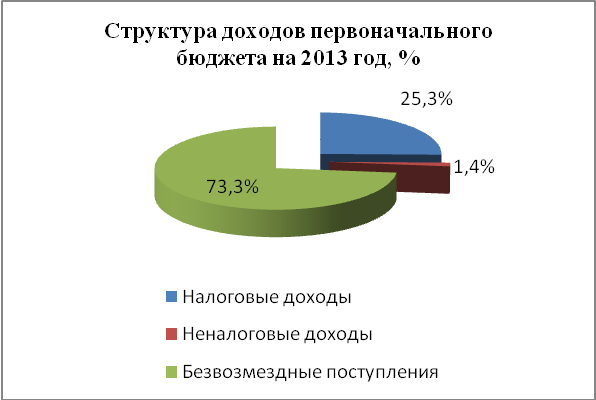 Структура доходов первоначального
бюджета на 2013 год, %
25,3%
1,4%
73,3%
Налоговые доходы
Неналоговые доходы
Безвозмездные поступления